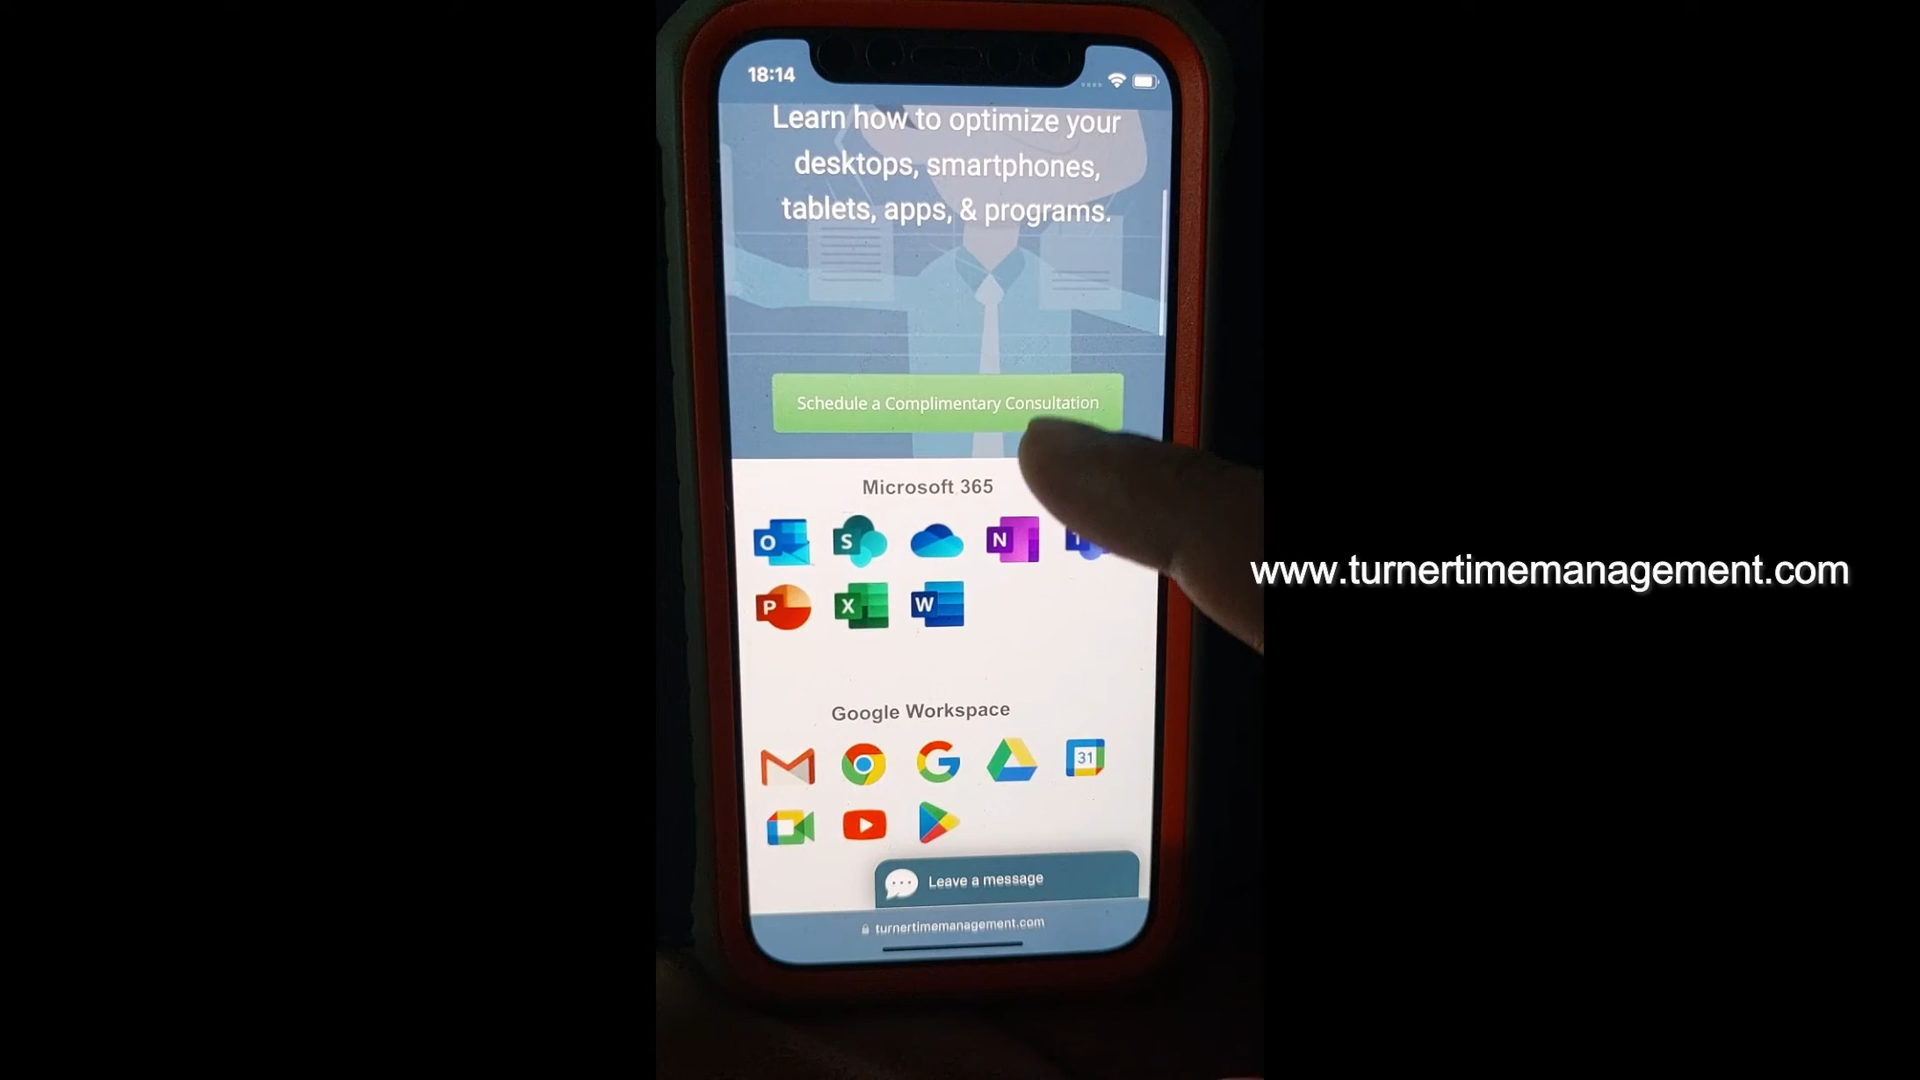 18:14
Learn how to optimize your
desktops, smartphones,
tablets, apps, & programs.
Schedule a Complimentary Consultation
Microsoft 365
O S N T
P X W
Google Workspace
G 31
Leave a message
turnertimemanagement.com
www.turnertimemanagement.com